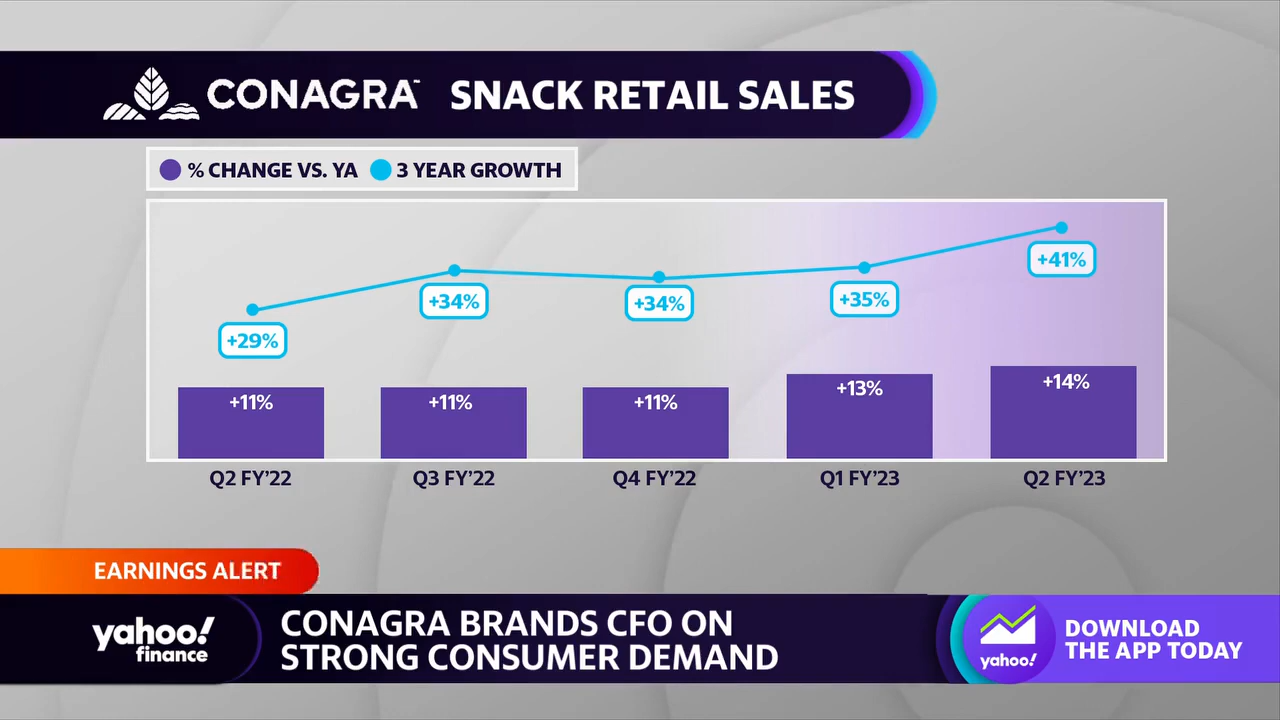 CONAGRA™ SNACK RETAIL SALES
% CHANGE VS. YA 3 YEAR GROWTH
+29% +34% +34% +35% +41%
+11% +11% +11% +13% +14%
Q2 FY'22 Q3 FY'22 Q4 FY'22 Q1 FY'23 Q2 FY'23
EARNINGS ALERT
yahoo!
finance
CONAGRA BRANDS CFO ON
STRONG CONSUMER DEMAND
yahoo!
DOWNLOAD
THE APP TODAY